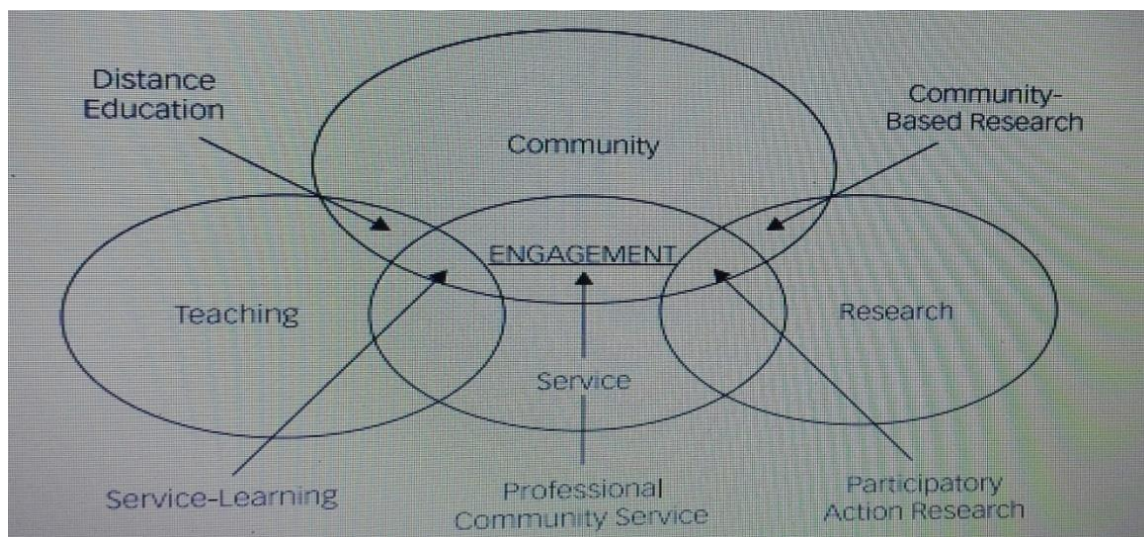 Distance
Education
Community-
Based Research
Community
ENGAGEMENT
Teaching
Research
Service
Service-Learning
Professional
Community Service
Participatory
Action Research